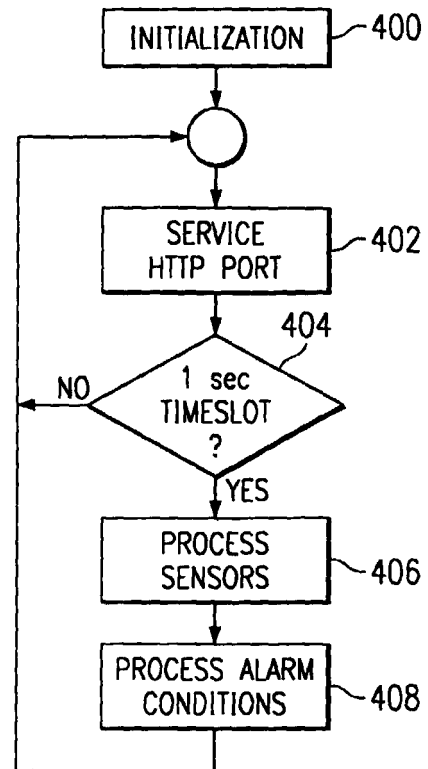 INITIALIZATION
400
SERVICE
HTTP PORT
402
404
1 sec
TIMESLOT
?
NO
YES
PROCESS
SENSORS
406
PROCESS ALARM
CONDITIONS
408